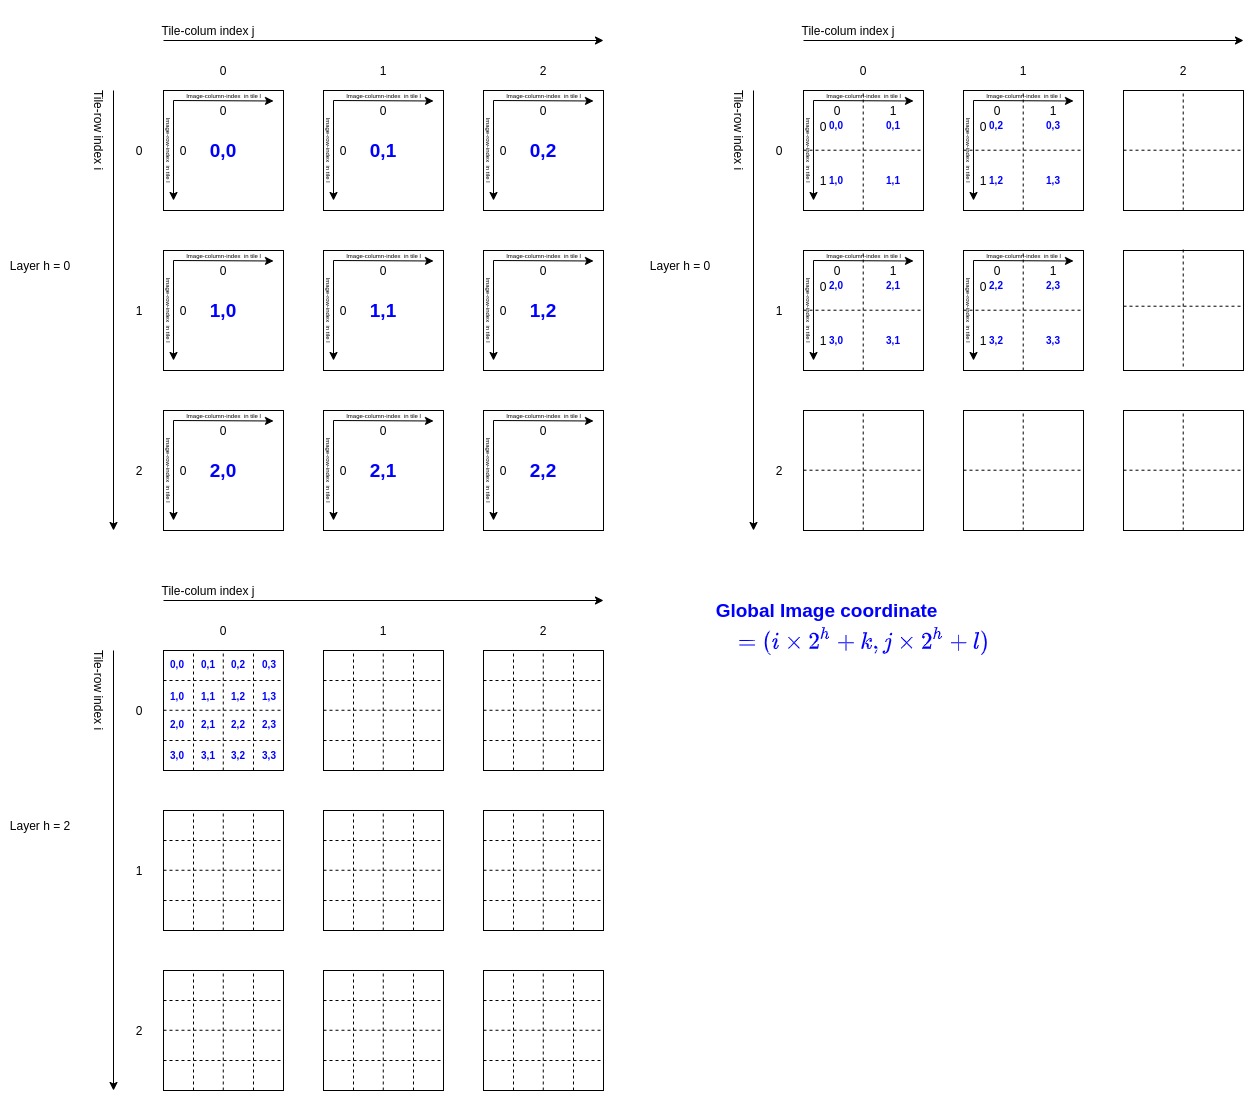 Tile-colum index j
0 1 2
Tile-row index i
Layer h = 0
0
Image-column-index in tile l
Image-row-index in tile l
0
0 0,0
Image-column-index in tile l
Image-row-index in tile l
0
0 0,1
Image-column-index in tile l
Image-row-index in tile l
0
0 0,2
1
Image-column-index in tile l
Image-row-index in tile l
0
0 1,0
Image-column-index in tile l
Image-row-index in tile l
0
0 1,1
Image-column-index in tile l
Image-row-index in tile l
0
0 1,2
2
Image-column-index in tile l
Image-row-index in tile l
0
0 2,0
Image-column-index in tile l
Image-row-index in tile l
0
0 2,1
Image-column-index in tile l
Image-row-index in tile l
0
0 2,2
Tile-colum index j
0 1 2
Tile-row index i
Layer h = 0
0
Image-column-index in tile l
Image-row-index in tile l
0 1
0 0,0 0,1
1 1,0 1,1
Image-column-index in tile l
Image-row-index in tile l
0 1
0 0,2 0,3
1 1,2 1,3
1
Image-column-index in tile l
Image-row-index in tile l
0 1
0 2,0 2,1
1 3,0 3,1
Image-column-index in tile l
Image-row-index in tile l
0 1
0 2,2 2,3
1 3,2 3,3
2
Tile-colum index j
0 1 2
Tile-row index i
Layer h = 2
0
0,0 0,1 0,2 0,3
1,0 1,1 1,2 1,3
2,0 2,1 2,2 2,3
3,0 3,1 3,2 3,3
1
2
Global Image coordinate
= (i × 2^h + k, j × 2^h + l)